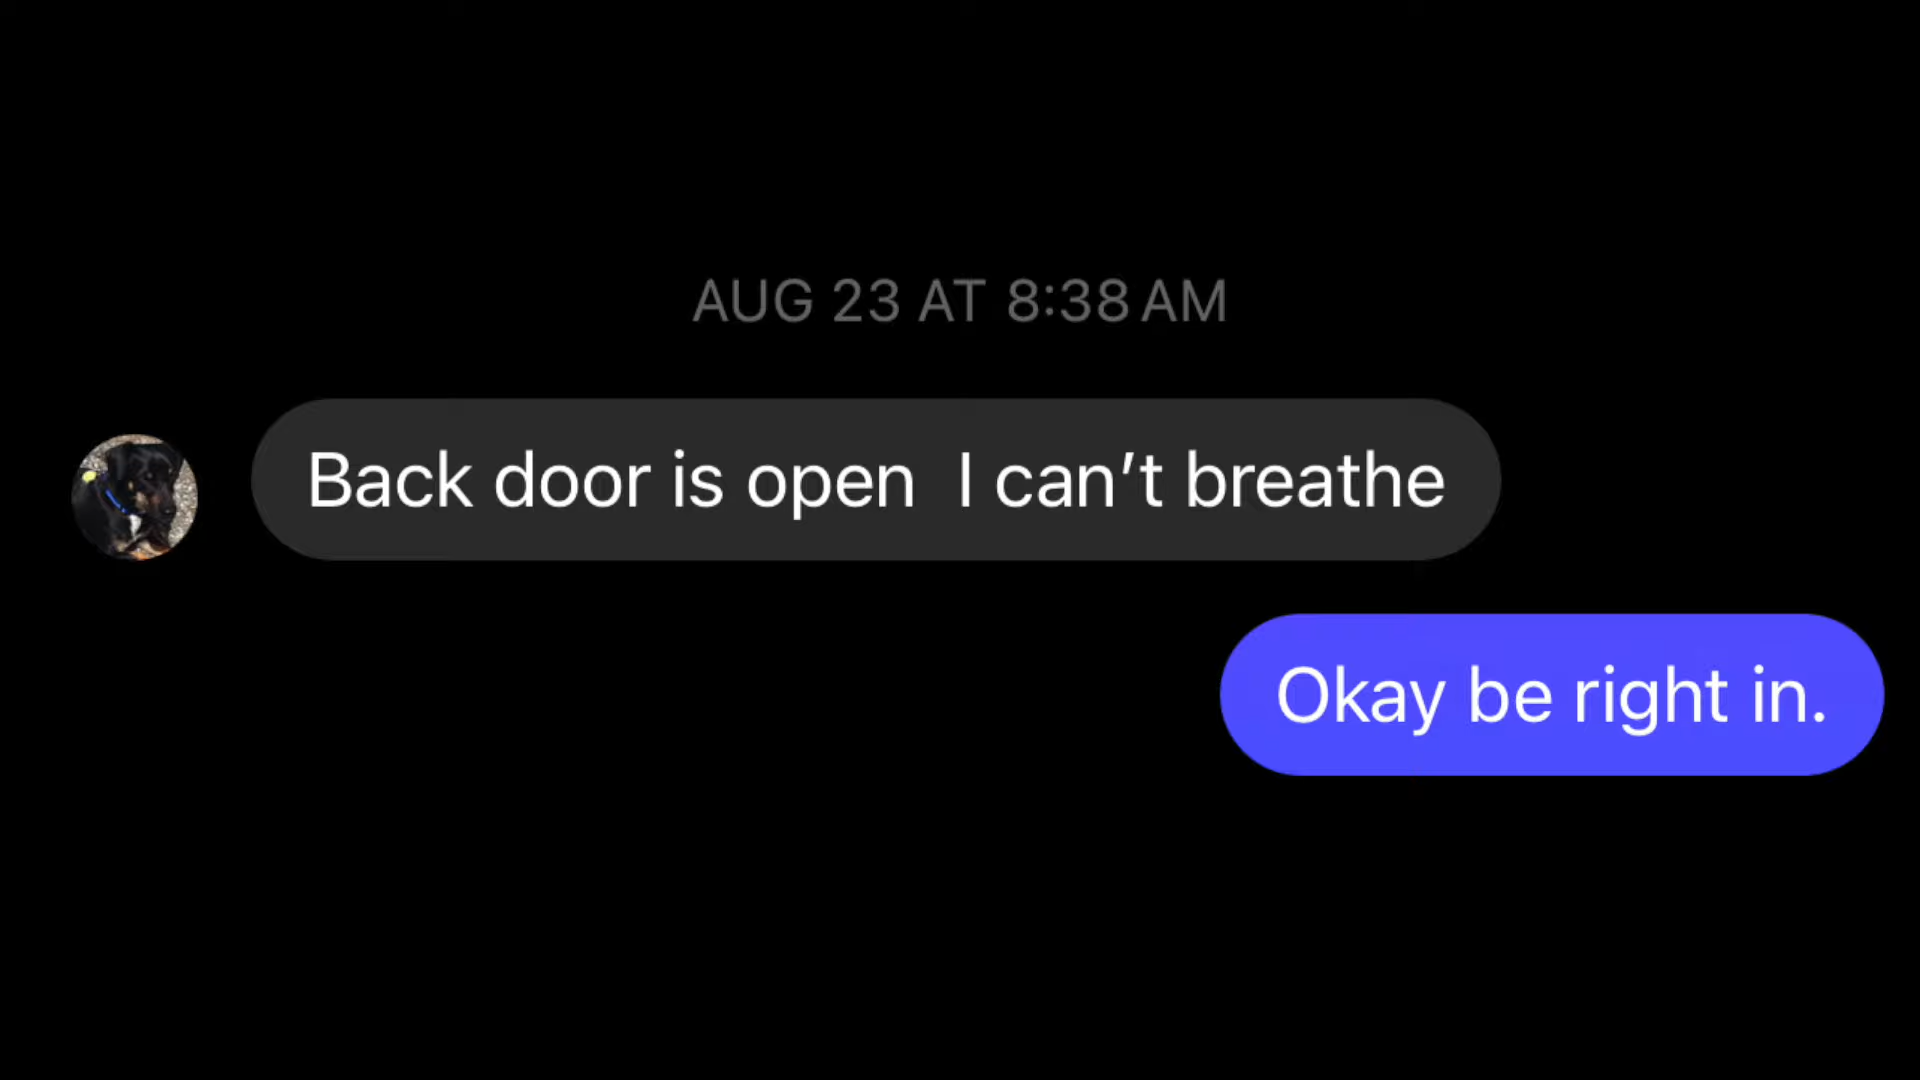 AUG 23 AT 8:38 AM
Back door is open  I can’t breathe
Okay be right in.